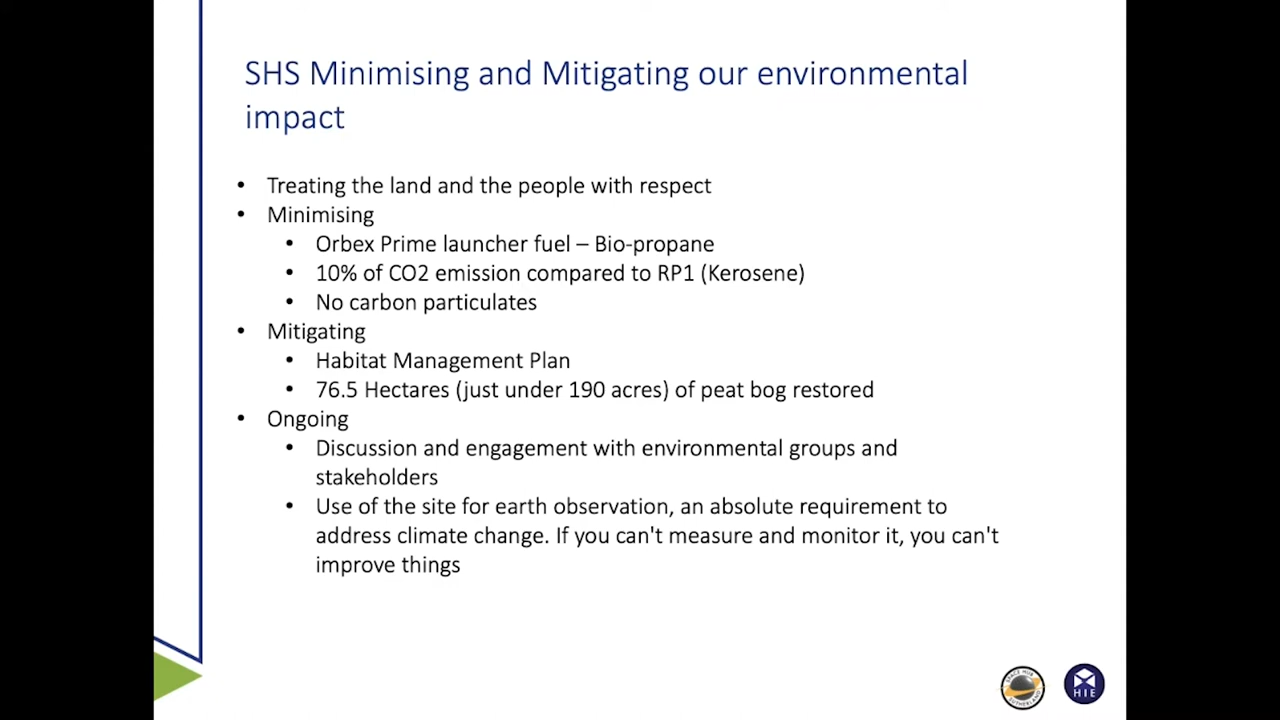 SHS Minimising and Mitigating our environmental
impact
• Treating the land and the people with respect
• Minimising
• Orbex Prime launcher fuel – Bio-propane
• 10% of CO2 emission compared to RP1 (Kerosene)
• No carbon particulates
• Mitigating
• Habitat Management Plan
• 76.5 Hectares (just under 190 acres) of peat bog restored
• Ongoing
• Discussion and engagement with environmental groups and
stakeholders
• Use of the site for earth observation, an absolute requirement to
address climate change. If you can't measure and monitor it, you can't
improve things
SPACE HUB
SUTHERLAND
HIE